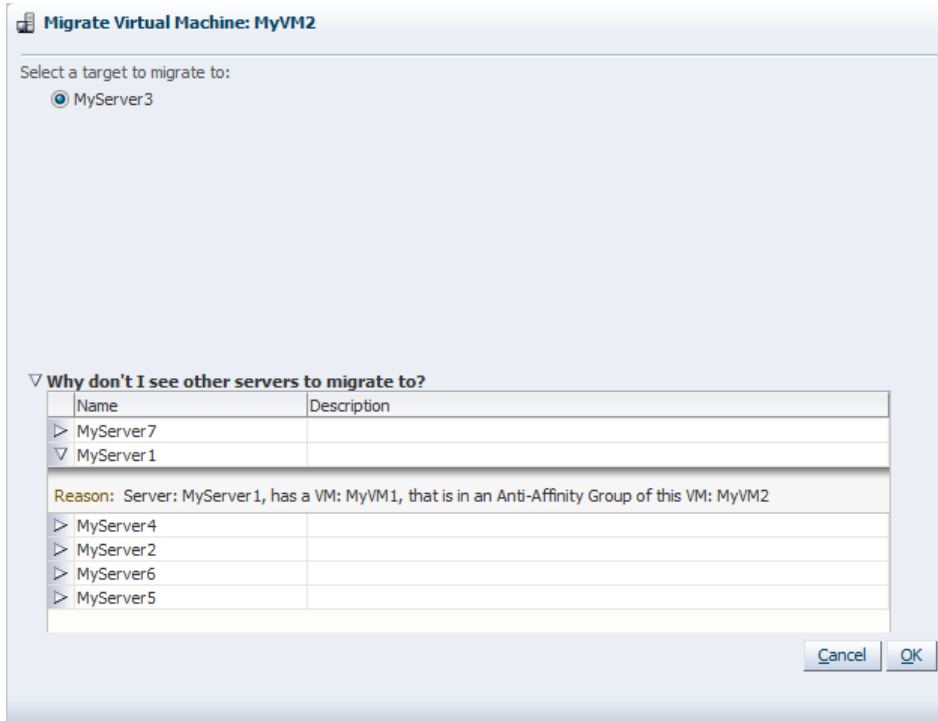 Migrate Virtual Machine: MyVM2
Select a target to migrate to:
MyServer3
Why don't I see other servers to migrate to?
Name Description
MyServer7
MyServer1
Reason: Server: MyServer1, has a VM: MyVM1, that is in an Anti-Affinity Group of this VM: MyVM2
MyServer4
MyServer2
MyServer6
MyServer5
Cancel OK